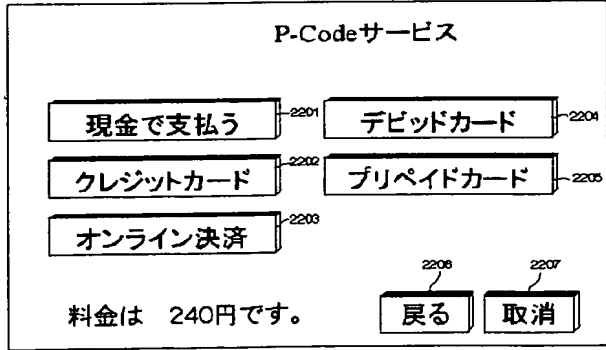 P-Codeサービス
現金で支払う 2201 デビッドカード 2204
クレジットカード 2202 プリペイドカード 2205
オンライン決済 2203
2206 2207
料金は 240円です。 戻る 取消